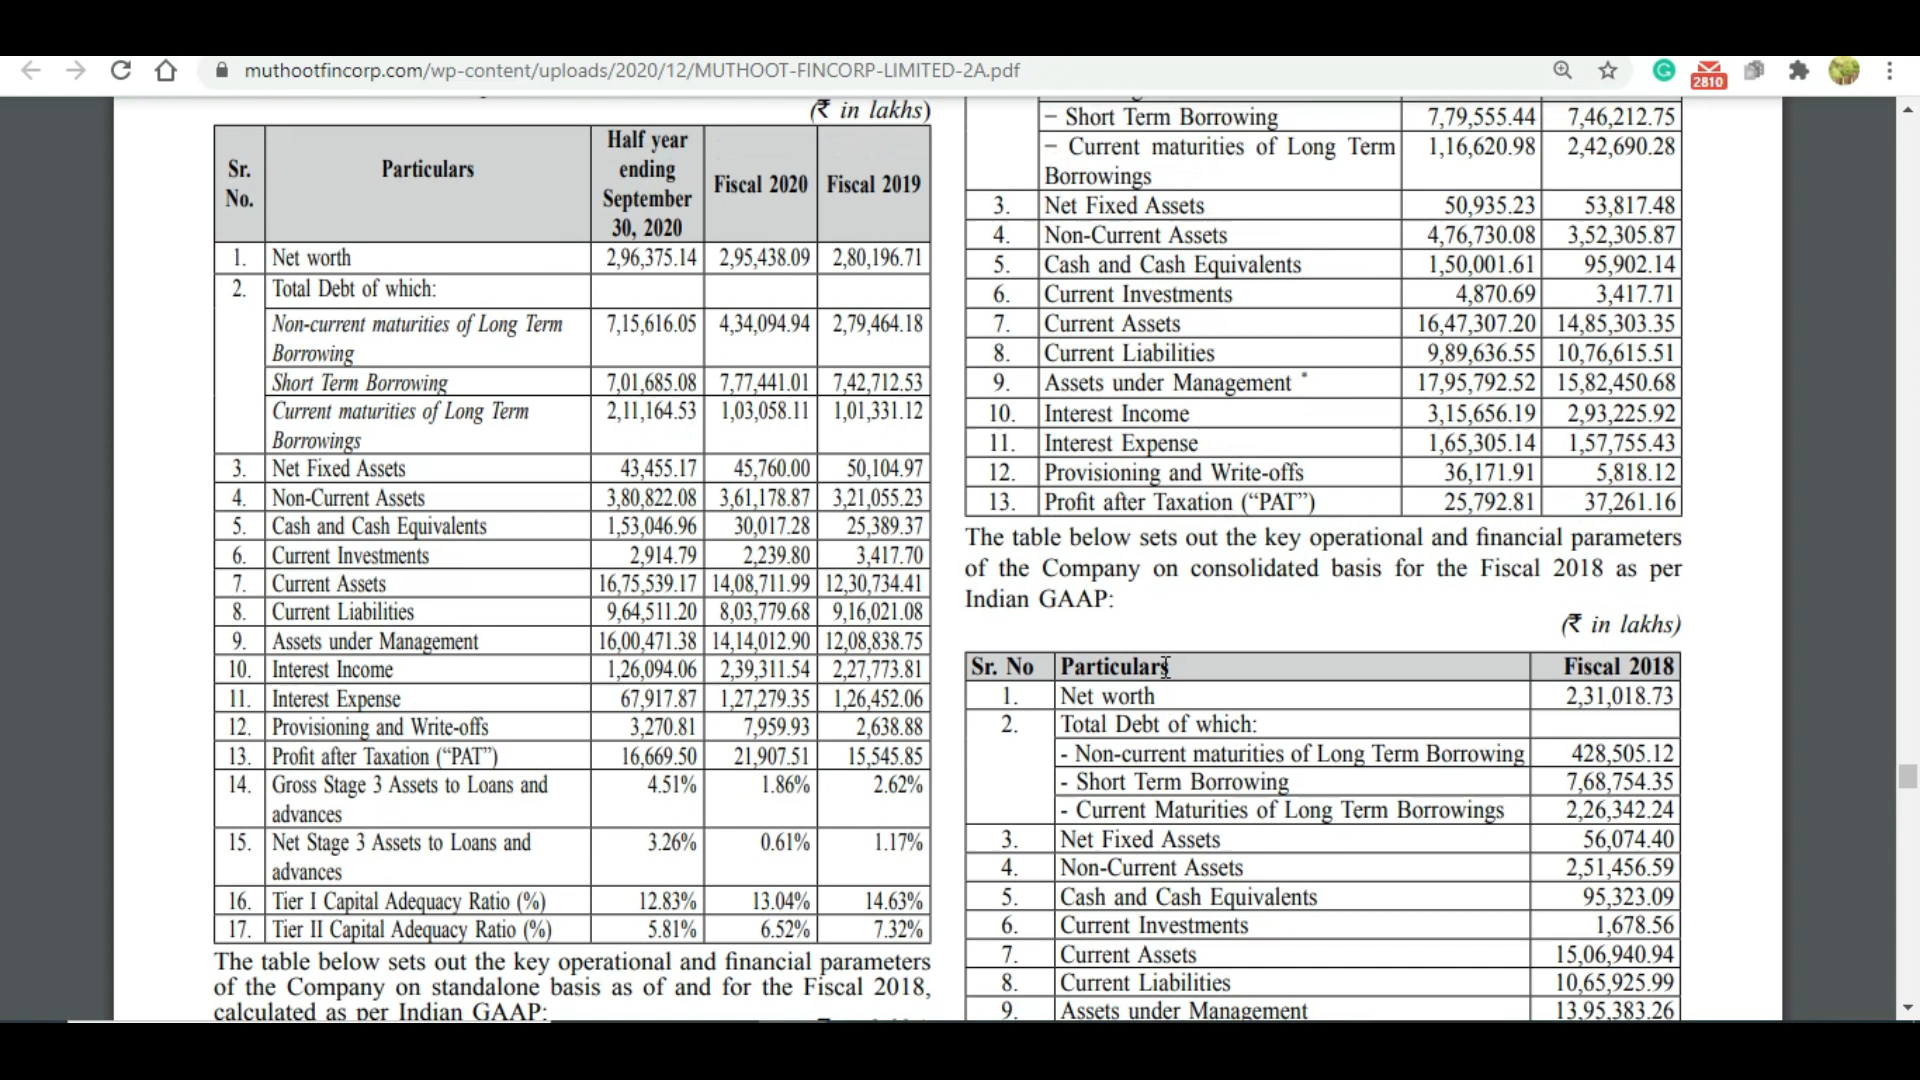 muthootfincorp.com/wp-content/uploads/2020/12/MUTHOOT-FINCORP-LIMITED-2A.pdf
2810
(₹ in lakhs)
Sr. No. Particulars Half year ending September 30, 2020 Fiscal 2020 Fiscal 2019
1. Net worth 2,96,375.14 2,95,438.09 2,80,196.71
2. Total Debt of which:
Non-current maturities of Long Term 7,15,616.05 4,34,094.94 2,79,464.18
Borrowing
Short Term Borrowing 7,01,685.08 7,77,441.01 7,42,712.53
Current maturities of Long Term 2,11,164.53 1,03,058.11 1,01,331.12
Borrowings
3. Net Fixed Assets 43,455.17 45,760.00 50,104.97
4. Non-Current Assets 3,80,822.08 3,61,178.87 3,21,055.23
5. Cash and Cash Equivalents 1,53,046.96 30,017.28 25,389.37
6. Current Investments 2,914.79 2,239.80 3,417.70
7. Current Assets 16,75,539.17 14,08,711.99 12,30,734.41
8. Current Liabilities 9,64,511.20 8,03,779.68 9,16,021.08
9. Assets under Management 16,00,471.38 14,14,012.90 12,08,838.75
10. Interest Income 1,26,094.06 2,39,311.54 2,27,773.81
11. Interest Expense 67,917.87 1,27,279.35 1,26,452.06
12. Provisioning and Write-offs 3,270.81 7,959.93 2,638.88
13. Profit after Taxation (“PAT”) 16,669.50 21,907.51 15,545.85
14. Gross Stage 3 Assets to Loans and 4.51% 1.86% 2.62%
advances
15. Net Stage 3 Assets to Loans and 3.26% 0.61% 1.17%
advances
16. Tier I Capital Adequacy Ratio (%) 12.83% 13.04% 14.63%
17. Tier II Capital Adequacy Ratio (%) 5.81% 6.52% 7.32%
The table below sets out the key operational and financial parameters
of the Company on standalone basis as of and for the Fiscal 2018,
calculated as per Indian GAAP:
– Short Term Borrowing 7,79,555.44 7,46,212.75
– Current maturities of Long Term 1,16,620.98 2,42,690.28
Borrowings
3. Net Fixed Assets 50,935.23 53,817.48
4. Non-Current Assets 4,76,730.08 3,52,305.87
5. Cash and Cash Equivalents 1,50,001.61 95,902.14
6. Current Investments 4,870.69 3,417.71
7. Current Assets 16,47,307.20 14,85,303.35
8. Current Liabilities 9,89,636.55 10,76,615.51
9. Assets under Management * 17,95,792.52 15,82,450.68
10. Interest Income 3,15,656.19 2,93,225.92
11. Interest Expense 1,65,305.14 1,57,755.43
12. Provisioning and Write-offs 36,171.91 5,818.12
13. Profit after Taxation (“PAT”) 25,792.81 37,261.16
The table below sets out the key operational and financial parameters
of the Company on consolidated basis for the Fiscal 2018 as per
Indian GAAP:
(₹ in lakhs)
Sr. No Particulars Fiscal 2018
1. Net worth 2,31,018.73
2. Total Debt of which:
- Non-current maturities of Long Term Borrowing 428,505.12
- Short Term Borrowing 7,68,754.35
- Current Maturities of Long Term Borrowings 2,26,342.24
3. Net Fixed Assets 56,074.40
4. Non-Current Assets 2,51,456.59
5. Cash and Cash Equivalents 95,323.09
6. Current Investments 1,678.56
7. Current Assets 15,06,940.94
8. Current Liabilities 10,65,925.99
9. Assets under Management 13,95,383.26